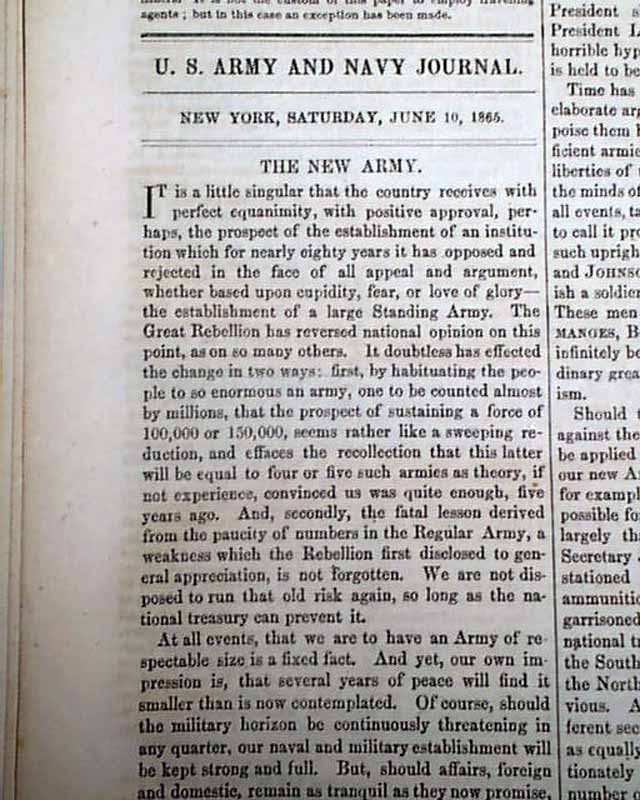 agents ; but in this case an exception has been made.
U. S. ARMY AND NAVY JOURNAL.
NEW YORK, SATURDAY, JUNE 10, 1865.
THE NEW ARMY.
IT is a little singular that the country receives with
perfect equanimity, with positive approval, per-
haps, the prospect of the establishment of an institu-
tion which for nearly eighty years it has opposed and
rejected in the face of all appeal and argument,
whether based upon cupidity, fear, or love of glory—
the establishment of a large Standing Army. The
Great Rebellion has reversed national opinion on this
point, as on so many others. It doubtless has effected
the change in two ways: first, by habituating the peo-
ple to so enormous an army, one to be counted almost
by millions, that the prospect of sustaining a force of
100,000 or 150,000, seems rather like a sweeping re-
duction, and effaces the recollection that this latter
will be equal to four or five such armies as theory, if
not experience, convinced us was quite enough, five
years ago. And, secondly, the fatal lesson derived
from the paucity of numbers in the Regular Army, a
weakness which the Rebellion first disclosed to gen-
eral appreciation, is not forgotten. We are not dis-
posed to run that old risk again, so long as the na-
tional treasury can prevent it.
At all events, that we are to have an Army of re-
spectable size is a fixed fact. And yet, our own im-
pression is, that several years of peace will find it
smaller than is now contemplated. Of course, should
the military horizon be continuously threatening in
any quarter, our naval and military establishment will
be kept strong and full. But, should affairs, foreign
and domestic, remain as tranquil as they now promise,
President
President
horrible
is held to be
Time has
elaborate
poise them
ficient
liberties of
the minds of
all events,
to call it
such
and
ish a soldier
These men
MANGES,
infinitely
dinary
ism.
Should
against the
be applied
our new
for
possible
largely
Secretary
stationed
garrisoned
national
the South
the North
vious.
ferent
as equally
tionately
number